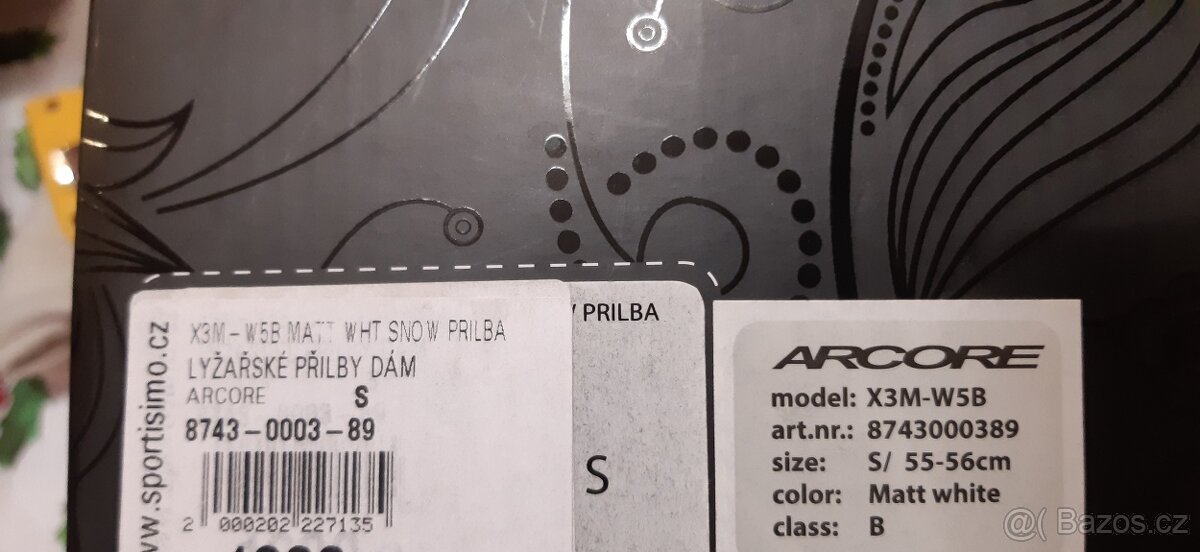 www.sportisimo.cz
X3M-W5B MATT WHT SNOW PRILBA
LYŽAŘSKÉ PŘILBY DÁM
ARCORE S
8743-0003-89
2 000202 227135
PRILBA
S
ARCORE
model: X3M-W5B
art.nr.: 8743000389
size: S/ 55-56cm
color: Matt white
class: B
@( Bazos.cz